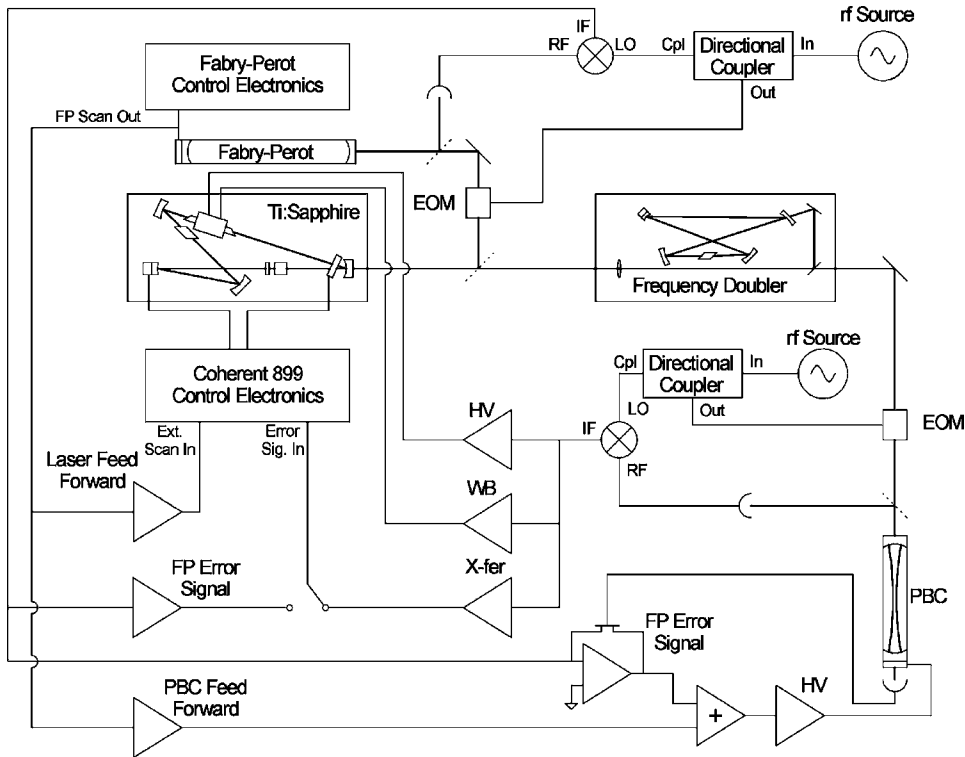 rf Source
IF
RF
LO
Cpl
Directional
Coupler
In
Out
Fabry-Perot
Control Electronics
FP Scan Out
Fabry-Perot
EOM
Ti:Sapphire
Frequency Doubler
rf Source
Cpl
Directional
Coupler
In
LO
Out
Coherent 899
Control Electronics
HV
IF
EOM
RF
Ext.
Scan In
Error
Sig. In
Laser Feed
Forward
WB
X-fer
FP Error
Signal
PBC
FP Error
Signal
PBC Feed
Forward
+
HV